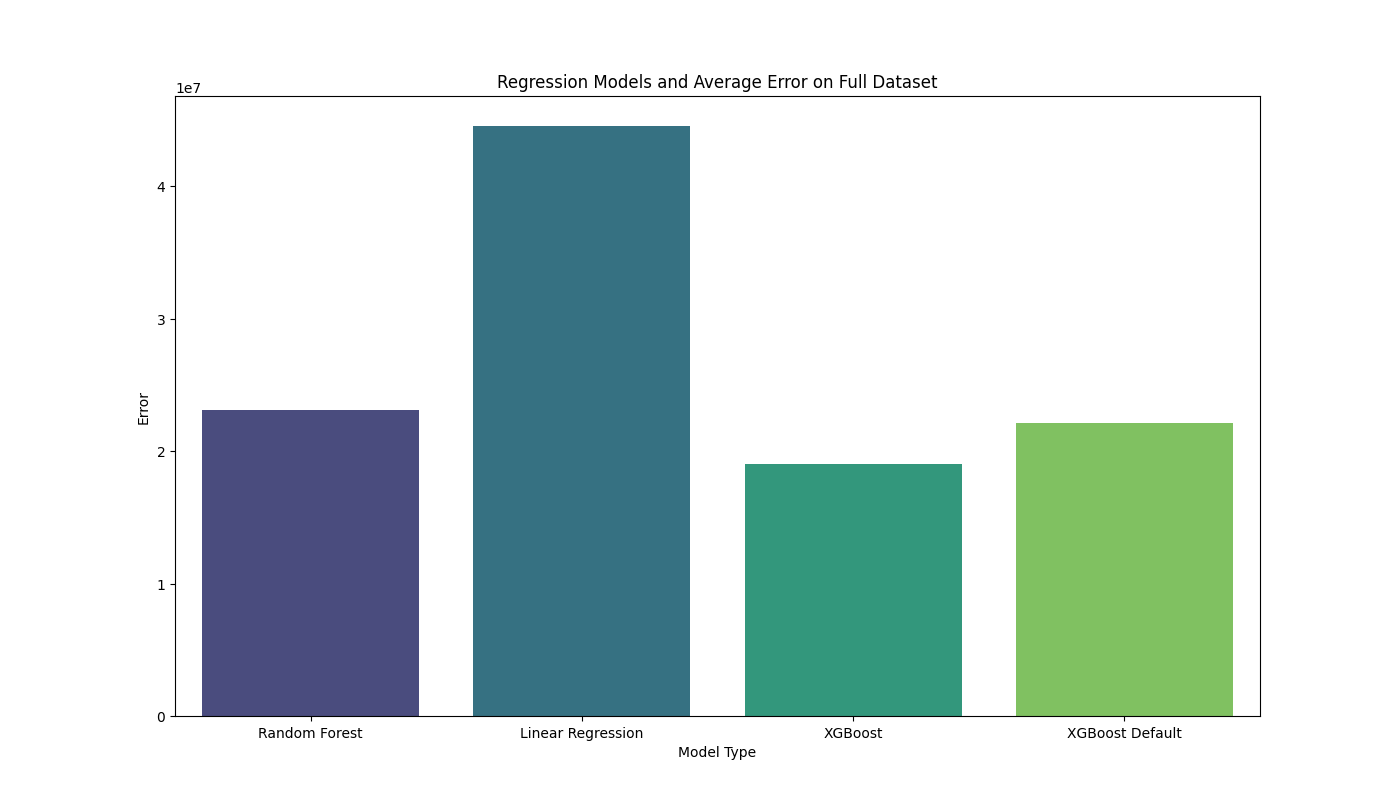 Regression Models and Average Error on Full Dataset
1e7
4
3
2
1
0
Error
Random Forest
Linear Regression
XGBoost
XGBoost Default
Model Type